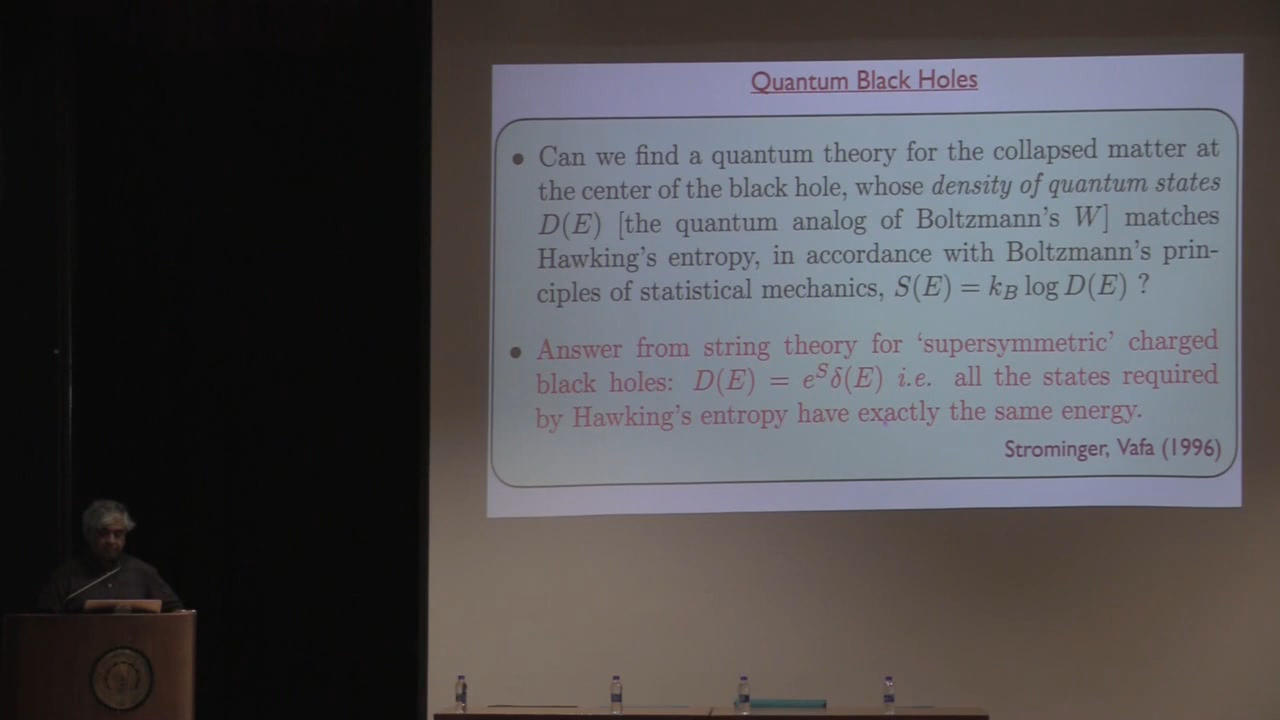 Quantum Black Holes
• Can we find a quantum theory for the collapsed matter at
the center of the black hole, whose density of quantum states
D(E) [the quantum analog of Boltzmann's W] matches
Hawking's entropy, in accordance with Boltzmann's prin-
ciples of statistical mechanics, S(E) = k_B log D(E) ?
• Answer from string theory for 'supersymmetric' charged
black holes: D(E) = e^S δ(E) i.e. all the states required
by Hawking's entropy have exactly the same energy.
Strominger, Vafa (1996)